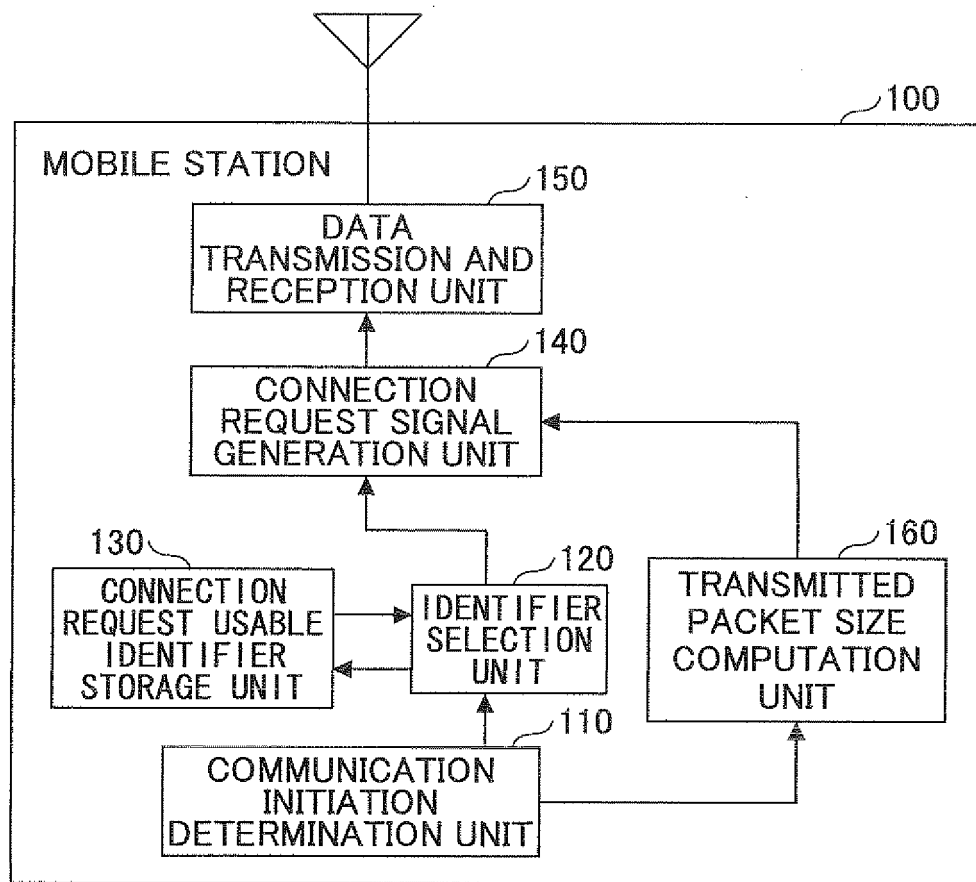 100
MOBILE STATION
150
DATA
TRANSMISSION AND
RECEPTION UNIT
140
CONNECTION
REQUEST SIGNAL
GENERATION UNIT
130
CONNECTION
REQUEST USABLE
IDENTIFIER
STORAGE UNIT
120
IDENTIFIER
SELECTION
UNIT
160
TRANSMITTED
PACKET SIZE
COMPUTATION
UNIT
110
COMMUNICATION
INITIATION
DETERMINATION UNIT